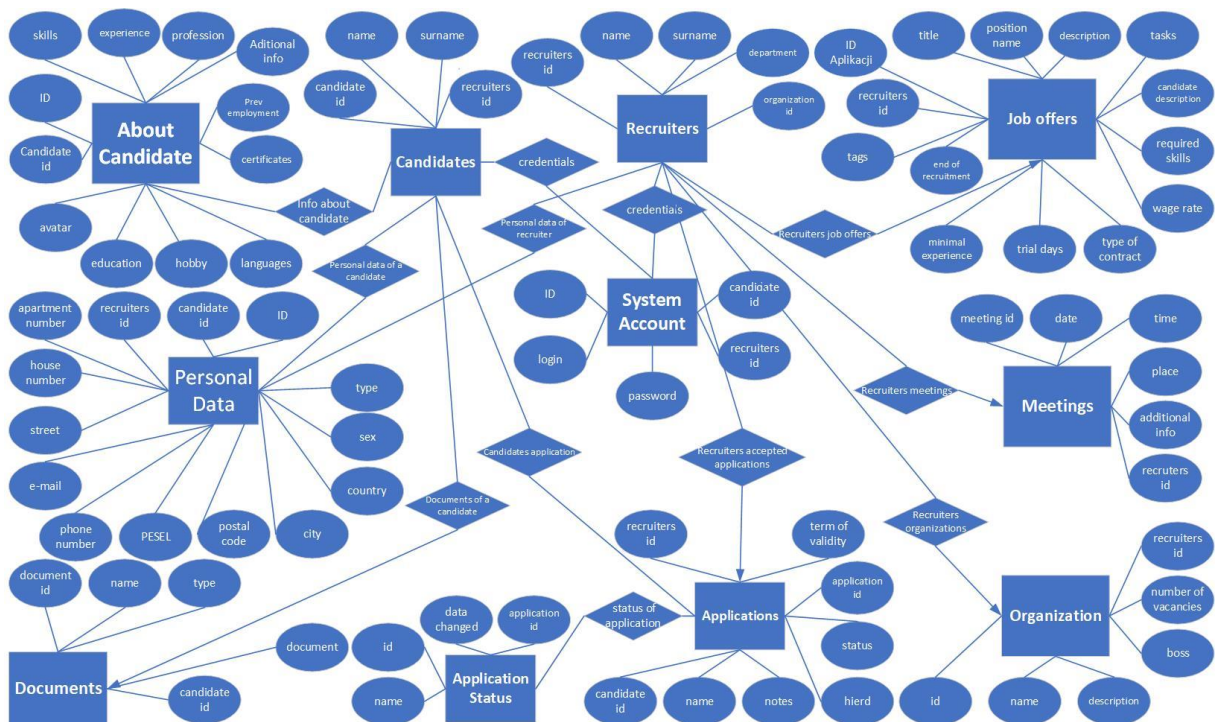 skills
experience
profession
Aditional
info
ID
Prev
employment
About
Candidate
Candidate
id
certificates
avatar
education
hobby
languages
Info about
candidate
name
surname
candidate
id
recruiters
id
Candidates
credentials
Personal data of a
candidate
name
surname
recruiters
id
department
organization
id
Recruiters
credentials
Personal data of
recruiter
Recruiters job offers
ID
Aplikacji
title
position
name
description
tasks
recruiters
id
candidate
description
Job offers
tags
end of
recruitment
required
skills
wage rate
minimal
experience
trial days
type of
contract
apartment
number
recruiters
id
candidate
id
ID
house
number
Personal
Data
type
street
sex
e-mail
country
phone
number
PESEL
postal
code
city
ID
System
Account
candidate
id
login
recruiters
id
password
meeting id
date
time
Recruiters meetings
Meetings
place
additional
info
recruters
id
Candidates application
Recruiters accepted
applications
Documents of a
candidate
Recruiters
organizations
document
id
name
type
document
Documents
candidate
id
data
changed
application
id
status of
application
id
name
Application
Status
recruiters
id
term of
validity
Applications
application
id
status
candidate
id
name
notes
hierd
recruiters
id
Organization
number of
vacancies
boss
id
name
description